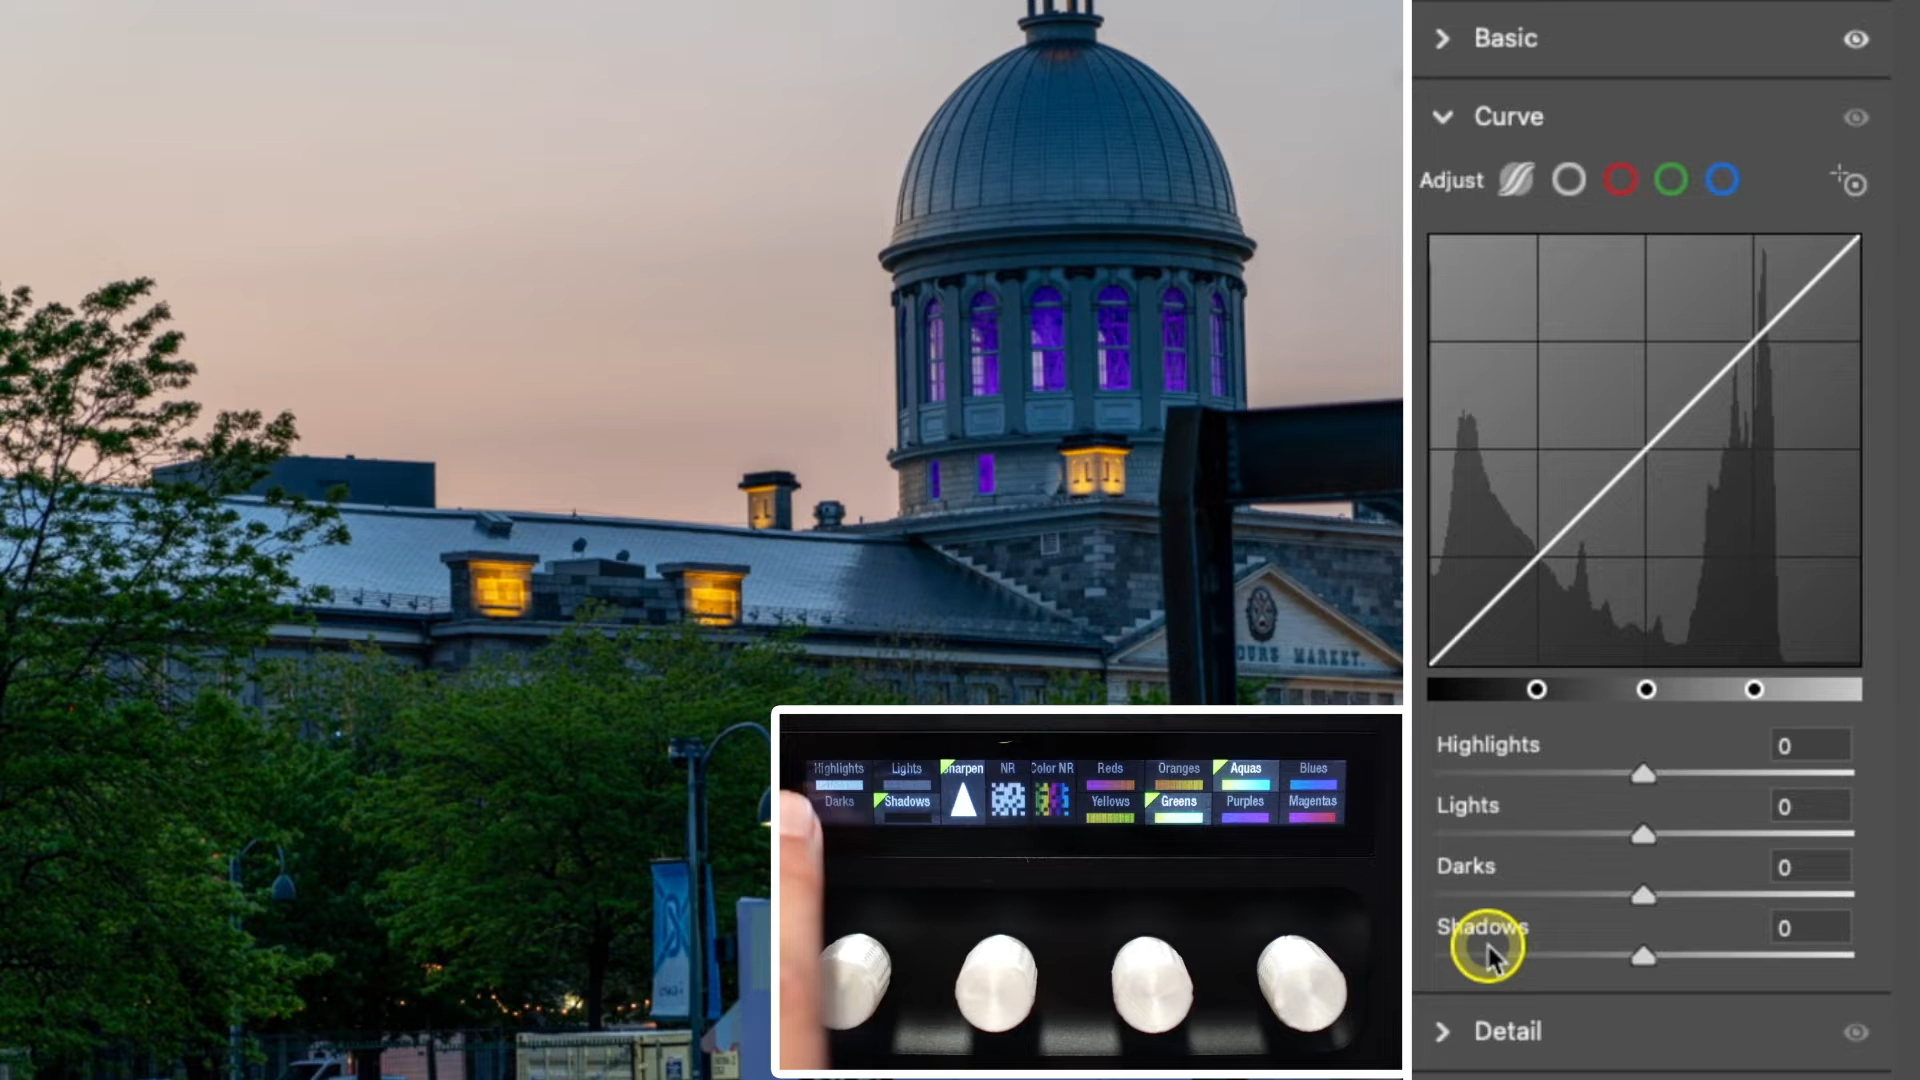 Basic
Curve
Adjust
Highlights 0
Lights 0
Darks 0
Shadows 0
Detail
OURS MARKET.
Highlights Lights Sharpen NR Color NR Reds Oranges Aquas Blues
Darks Shadows Yellows Greens Purples Magentas